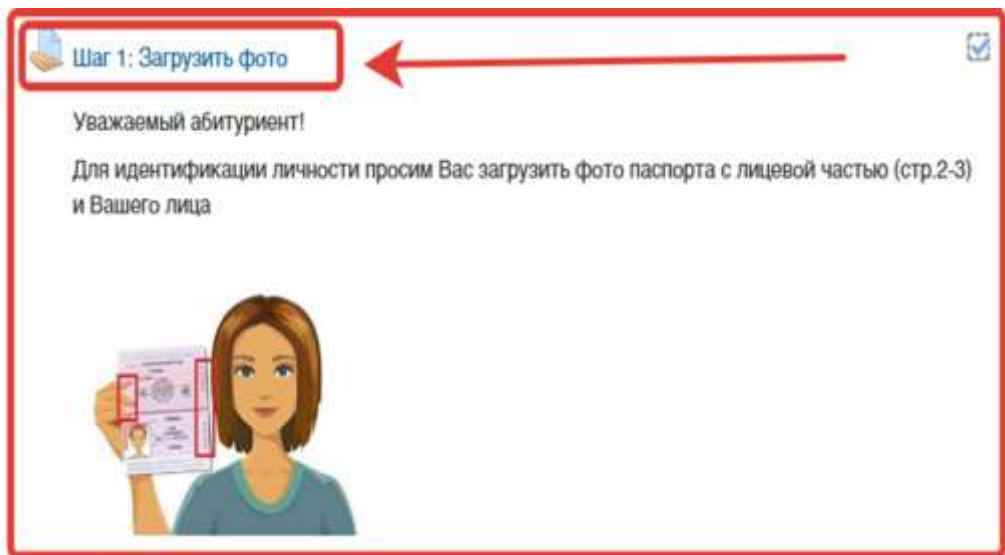 Шаг 1: Загрузить фото
Уважаемый абитуриент!
Для идентификации личности просим Вас загрузить фото паспорта с лицевой частью (стр.2-3)
и Вашего лица